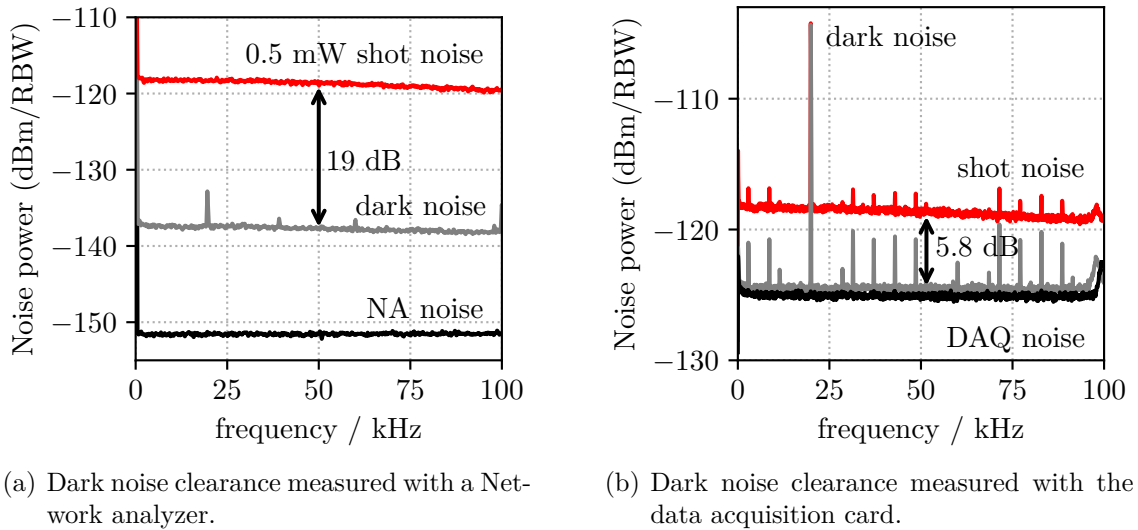 −110
−120
−130
−140
−150
0
25
50
75
100
Noise power (dBm/RBW)
frequency / kHz
0.5 mW shot noise
19 dB
dark noise
NA noise
(a) Dark noise clearance measured with a Net-
work analyzer.
−110
−120
−130
0
25
50
75
100
Noise power (dBm/RBW)
frequency / kHz
dark noise
shot noise
5.8 dB
DAQ noise
(b) Dark noise clearance measured with the
data acquisition card.